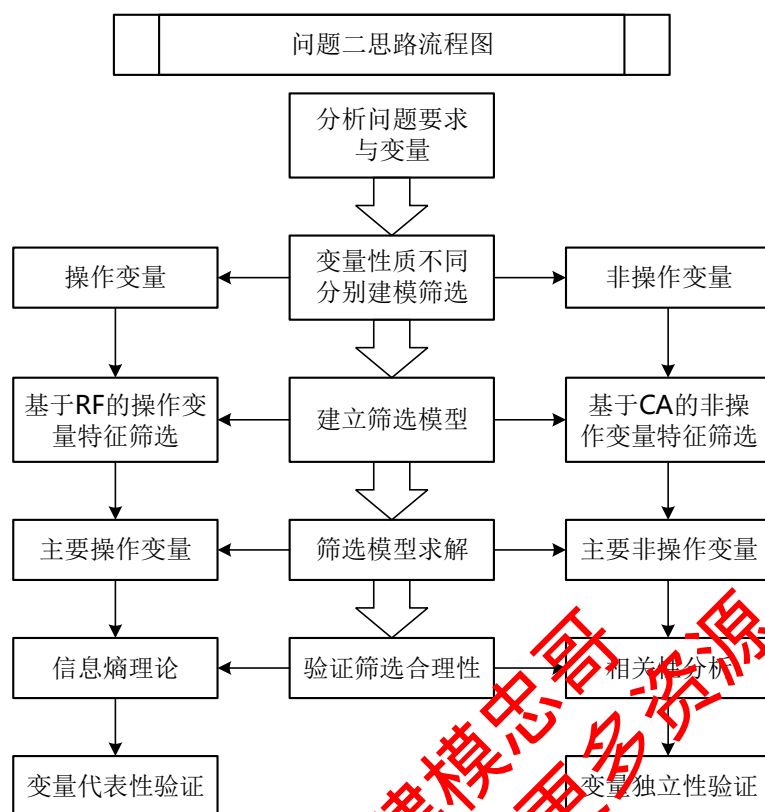 问题二思路流程图
分析问题要求
与变量
操作变量
变量性质不同
分别建模筛选
非操作变量
基于RF的操作变
量特征筛选
建立筛选模型
基于CA的非操
作变量特征筛选
主要操作变量
筛选模型求解
主要非操作变量
信息熵理论
验证筛选合理性
相关性分析
变量代表性验证
变量独立性验证
建模忠哥
更多资源